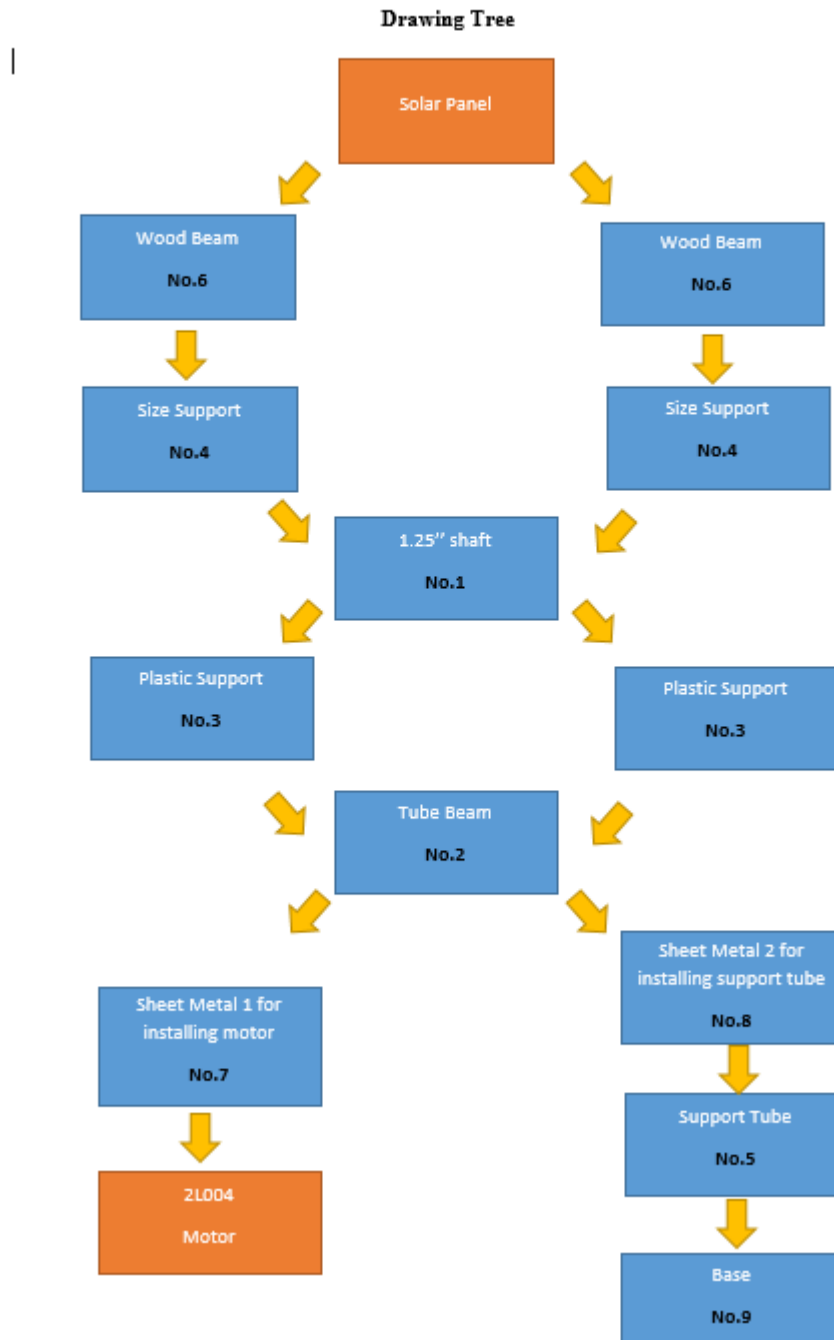 Drawing Tree
Solar Panel
Wood Beam
No.6
Wood Beam
No.6
Size Support
No.4
Size Support
No.4
1.25’’ shaft
No.1
Plastic Support
No.3
Plastic Support
No.3
Tube Beam
No.2
Sheet Metal 1 for
installing motor
No.7
Sheet Metal 2 for
installing support tube
No.8
2L004
Motor
Support Tube
No.5
Base
No.9